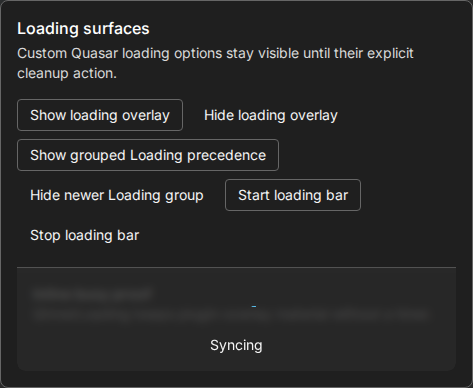 Loading surfaces
Custom Quasar loading options stay visible until their explicit
cleanup action.
Show loading overlay
Hide loading overlay
Show grouped Loading precedence
Hide newer Loading group
Start loading bar
Stop loading bar
Syncing